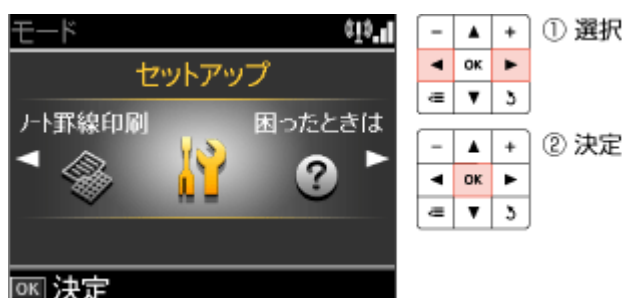 モード
セットアップ
ノート罫線印刷
困ったときは
?
OK 決定
- +
OK
① 選択
- +
OK
② 決定